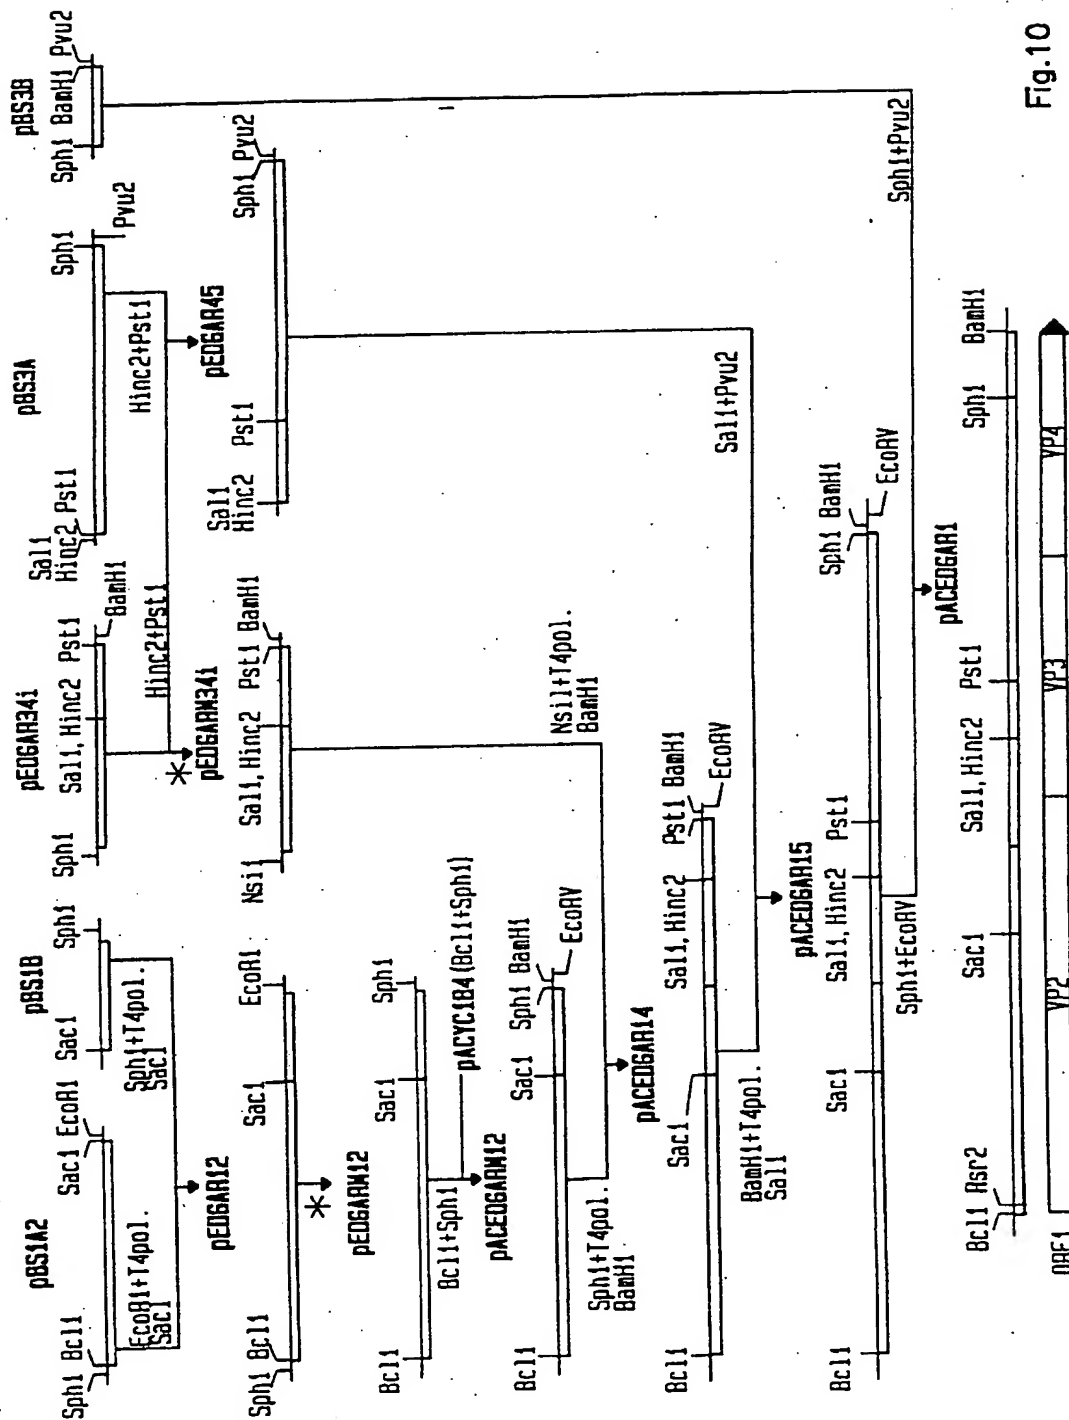 pBS1A2
Sph1 Bcl1 Sac1 EcoR1
EcoR1+T4pol.
Sac1
pBS1B
Sac1 Sph1
Sph1+T4pol.
Sac1
pEDGAR34i
Sph1 Sal1,Hinc2 Pst1 BamH1
Hinc2+Pst1
pBS3A
Sal1
Hinc2 Pst1 Sph1 Pvu2
Hinc2+Pst1
pBS3B
Sph1 BamH1 Pvu2
pEDGAR12
*
pEDGARM34i
pEDGAR45
Sph1 Bcl1 Sac1 EcoR1
Nsi1 Sal1,Hinc2 Pst1 BamH1
Sal1
Hinc2 Pst1 Sph1 Pvu2
*
pEDGARM12
Bcl1 Sac1 Sph1
Bcl1+Sph1
pACYC184(Bcl1+Sph1)
pACEDGARM12
Bcl1 Sac1 Sph1 BamH1
EcoRV
Sph1+T4pol.
BamH1
Nsi1+T4pol.
BamH1
pACEDGAR14
Bcl1 Sac1 Sal1,Hinc2 Pst1 BamH1
EcoRV
BamH1+T4pol.
Sal1
Sal1+Pvu2
pACEDGAR15
Bcl1 Sac1 Sal1,Hinc2 Pst1 Sph1 BamH1
EcoRV
Sph1+EcoRV
Sph1+Pvu2
pACEDGAR1
Bcl1 Rsr2 Sac1 Sal1,Hinc2 Pst1 Sph1 BamH1
ORF1 VP2 VP3 VP4
Fig.10